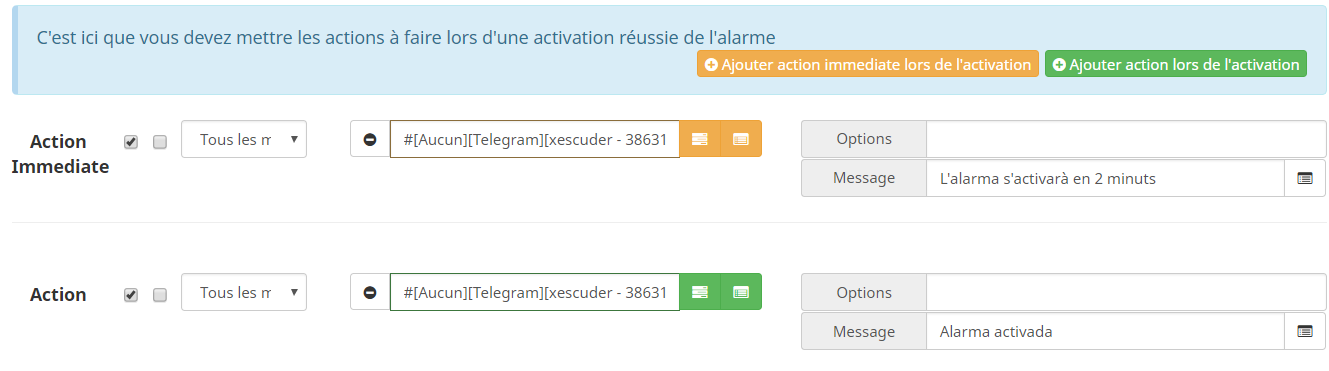 C'est ici que vous devez mettre les actions à faire lors d'une activation réussie de l'alarme
Ajouter action immediate lors de l'activation Ajouter action lors de l'activation
Action Immediate
Tous les m
#[Aucun][Telegram][xescuder - 38631
Options
Message L'alarma s'activarà en 2 minuts
Action
Tous les m
#[Aucun][Telegram][xescuder - 38631
Options
Message Alarma activada